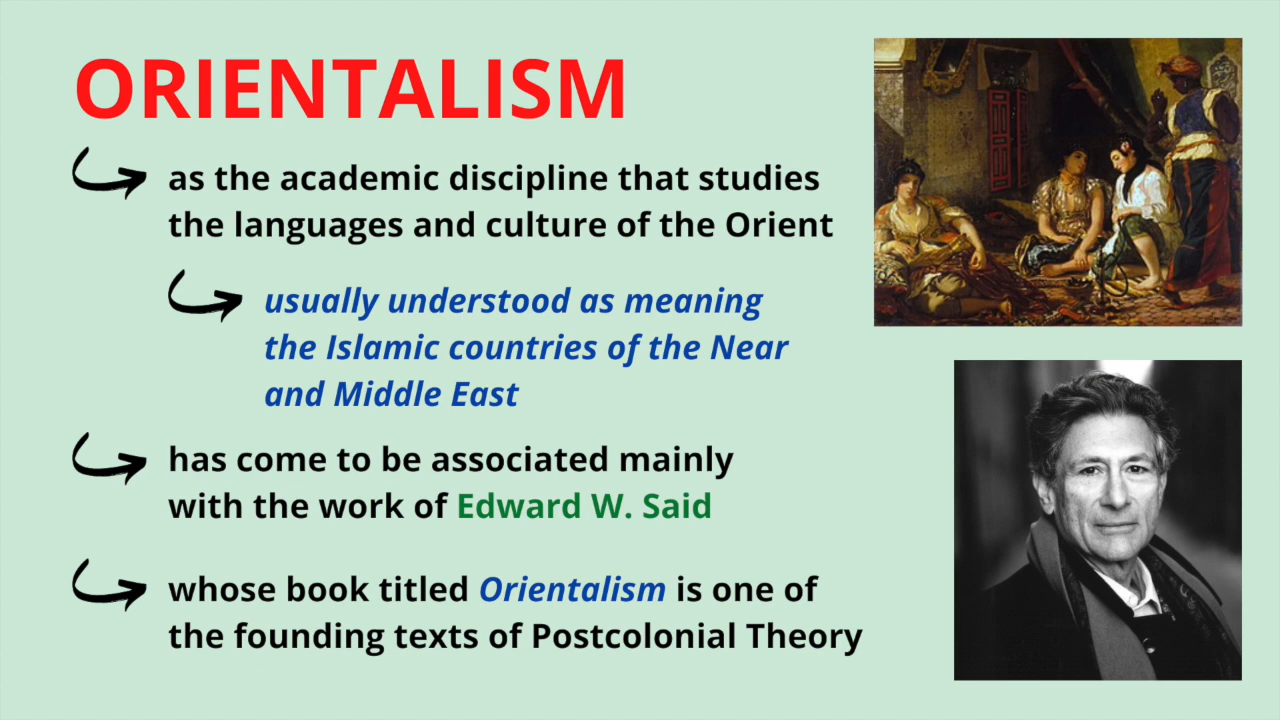 ORIENTALISM
as the academic discipline that studies
the languages and culture of the Orient
usually understood as meaning
the Islamic countries of the Near
and Middle East
has come to be associated mainly
with the work of Edward W. Said
whose book titled Orientalism is one of
the founding texts of Postcolonial Theory